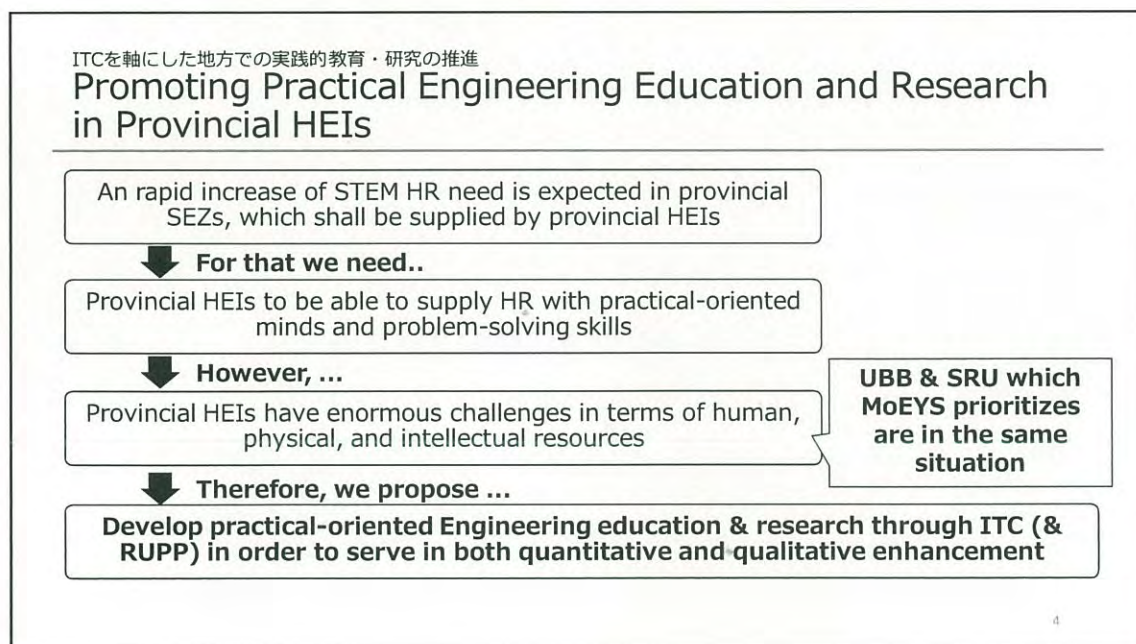 ITCを軸にした地方での実践的教育・研究の推進
Promoting Practical Engineering Education and Research
in Provincial HEIs
An rapid increase of STEM HR need is expected in provincial
SEZs, which shall be supplied by provincial HEIs
For that we need..
Provincial HEIs to be able to supply HR with practical-oriented
minds and problem-solving skills
However, ...
Provincial HEIs have enormous challenges in terms of human,
physical, and intellectual resources
UBB & SRU which
MoEYS prioritizes
are in the same
situation
Therefore, we propose ...
Develop practical-oriented Engineering education & research through ITC (&
RUPP) in order to serve in both quantitative and qualitative enhancement
4